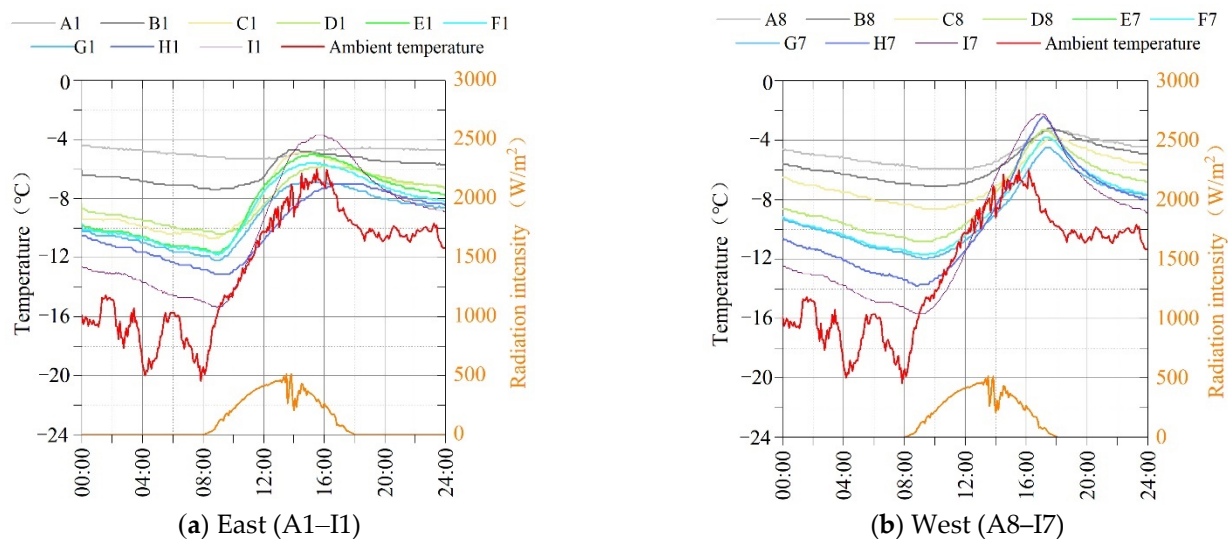 A1 B1 C1 D1 E1 F1
G1 H1 I1 Ambient temperature
0
−4
−8
−12
−16
−20
−24
Temperature (℃)
3000
2500
2000
1500
1000
500
0
Radiation intensity (W/m²)
00:00 04:00 08:00 12:00 16:00 20:00 24:00
(a) East (A1–I1)
A8 B8 C8 D8 E7 F7
G7 H7 I7 Ambient temperature
0
−4
−8
−12
−16
−20
−24
Temperature (℃)
3000
2500
2000
1500
1000
500
0
Radiation intensity (W/m²)
00:00 04:00 08:00 12:00 16:00 20:00 24:00
(b) West (A8–I7)